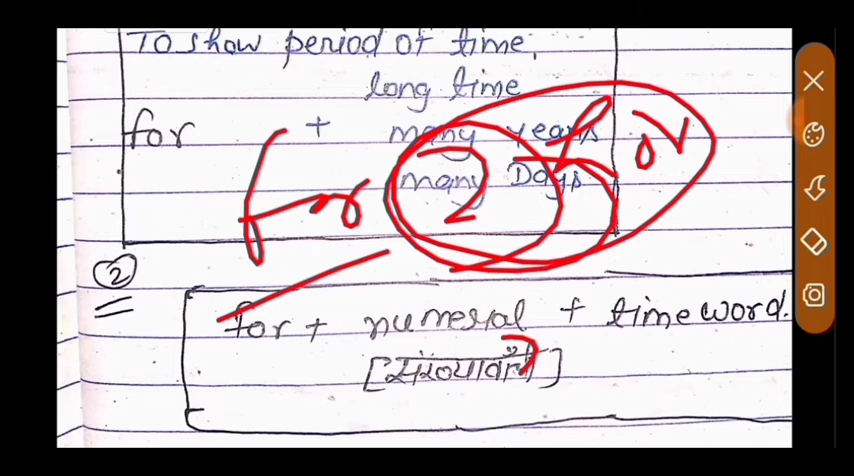 To show period of time.
long time
for + many years
many Days
for 2
②
for + numeral + time word.
[संख्यावाची]